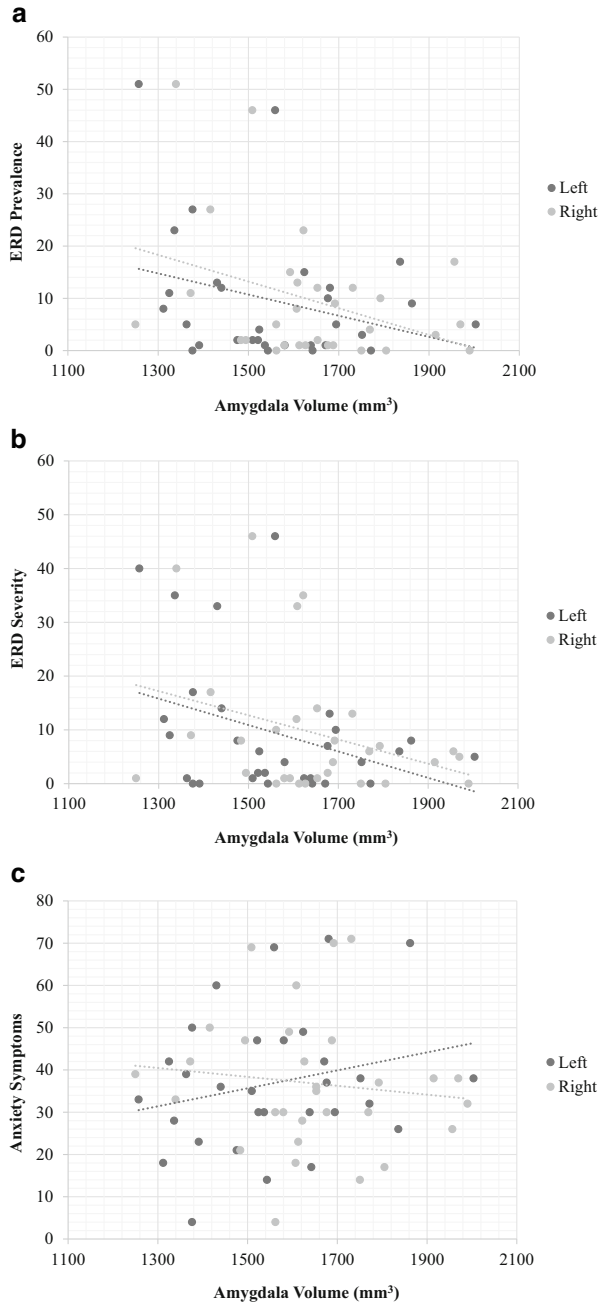 a
60
50
40
30
20
10
0
ERD Prevalence
1100 1300 1500 1700 1900 2100
Amygdala Volume (mm³)
Left
Right
b
60
50
40
30
20
10
0
ERD Severity
1100 1300 1500 1700 1900 2100
Amygdala Volume (mm³)
Left
Right
c
80
70
60
50
40
30
20
10
0
Anxiety Symptoms
1100 1300 1500 1700 1900 2100
Amygdala Volume (mm³)
Left
Right